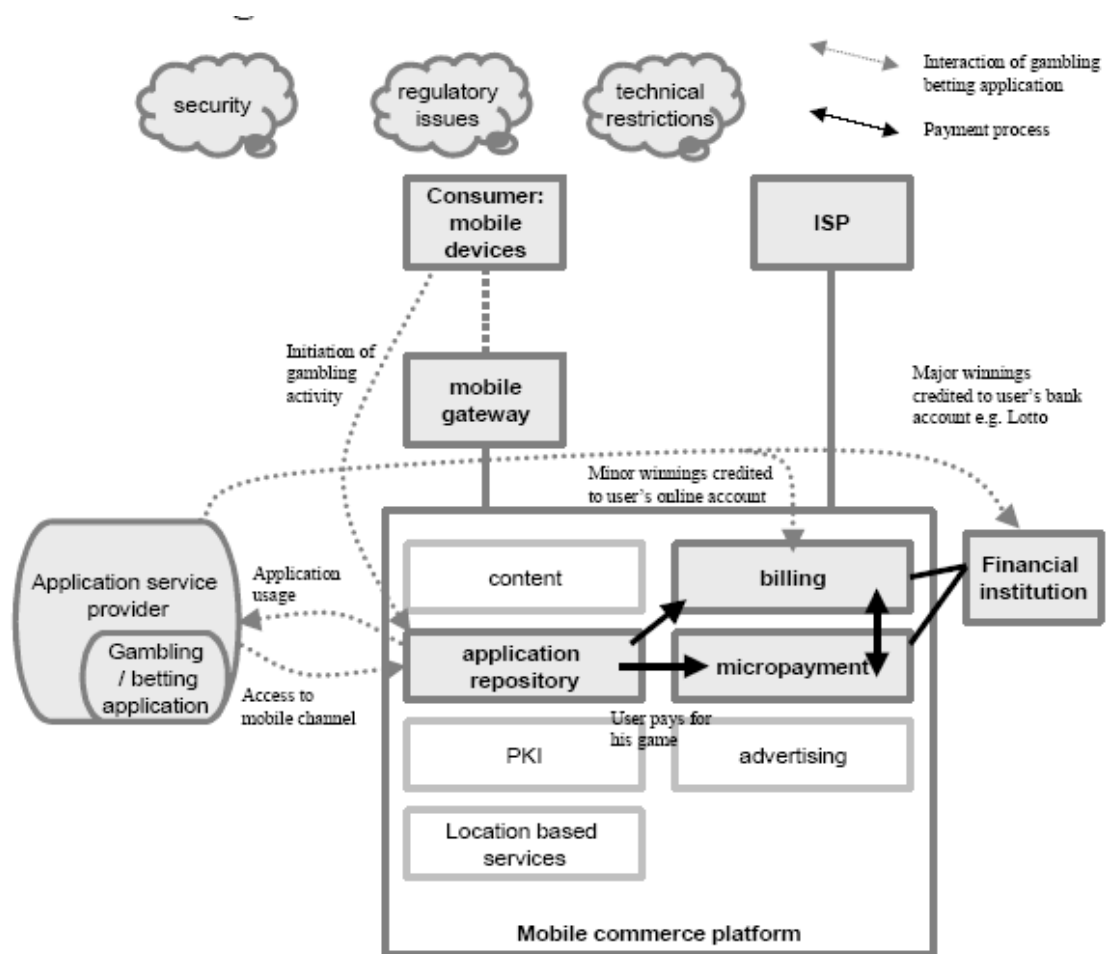 security
regulatory
issues
technical
restrictions
Interaction of gambling
betting application
Payment process
Consumer:
mobile
devices
ISP
Initiation of
gambling
activity
mobile
gateway
Major winnings
credited to user's bank
account e.g. Lotto
Minor winnings credited
to user's online account
Application service
provider
Gambling
/ betting
application
Application
usage
Access to
mobile channel
content
billing
Financial
institution
application
repository
micropayment
User pays for
his game
PKI
advertising
Location based
services
Mobile commerce platform